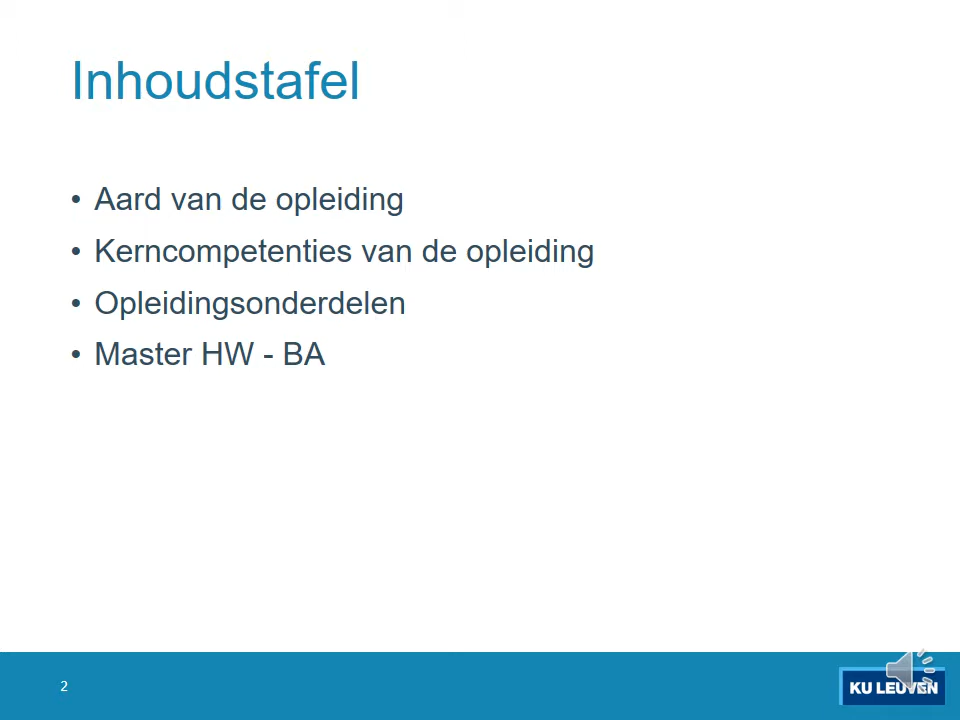 Inhoudstafel
• Aard van de opleiding
• Kerncompetenties van de opleiding
• Opleidingsonderdelen
• Master HW - BA
2
KU LEUVEN